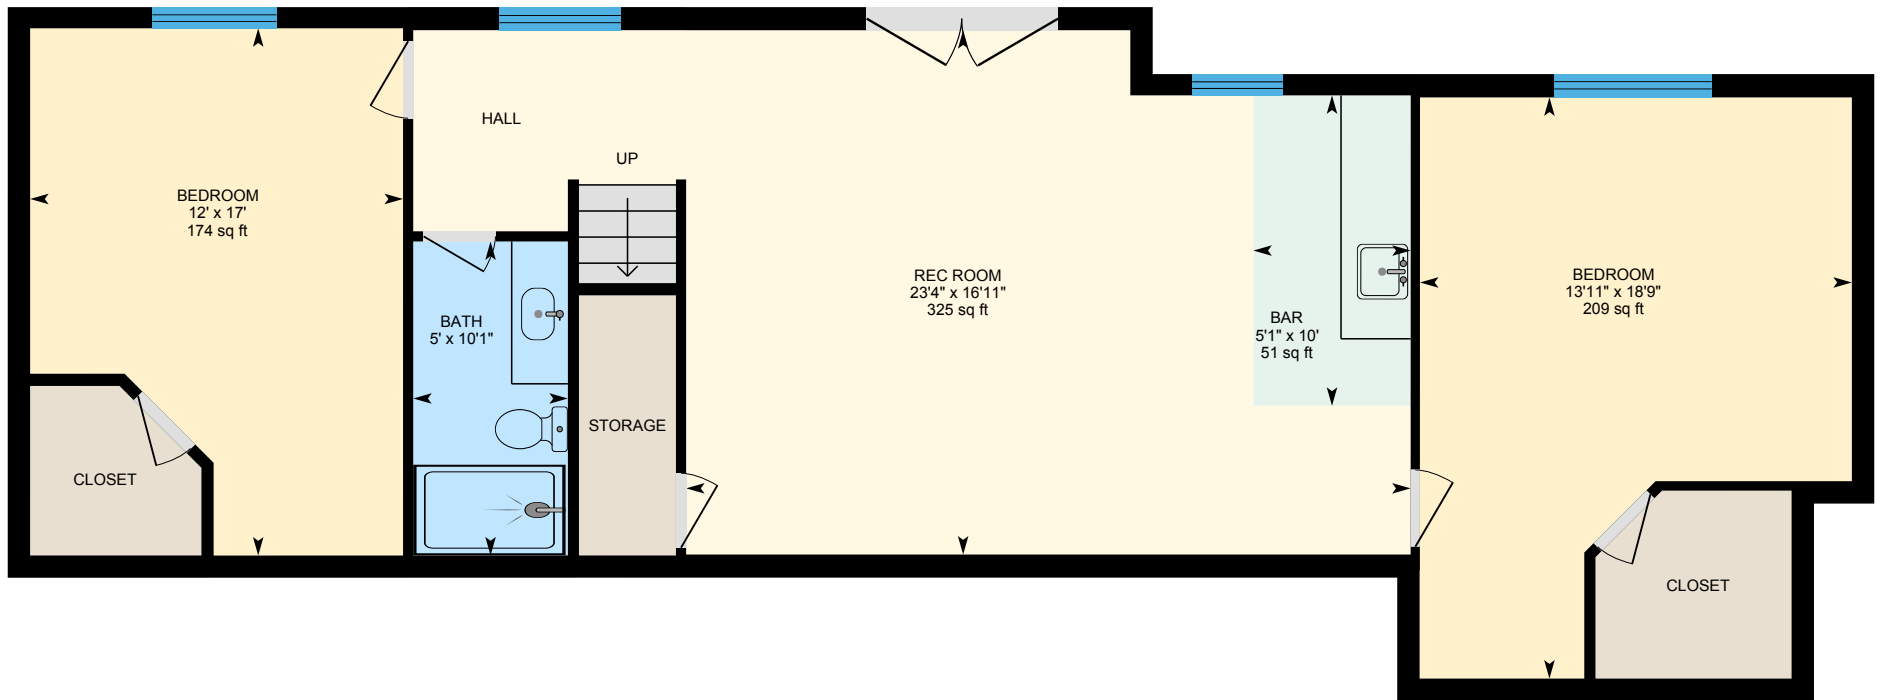 HALL
UP
BEDROOM
12' x 17'
174 sq ft
REC ROOM
23'4" x 16'11"
325 sq ft
BEDROOM
13'11" x 18'9"
209 sq ft
BATH
5' x 10'1"
BAR
5'1" x 10'
51 sq ft
STORAGE
CLOSET
CLOSET